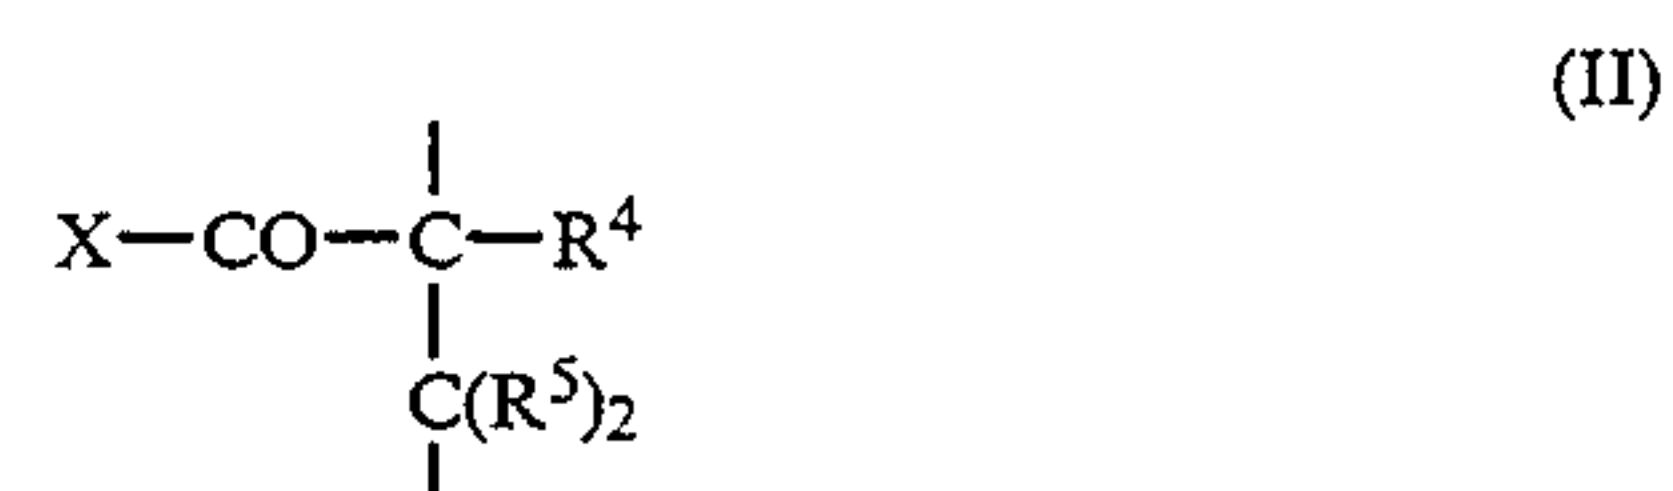 (II)
X—CO—C—R⁴
C(R⁵)₂